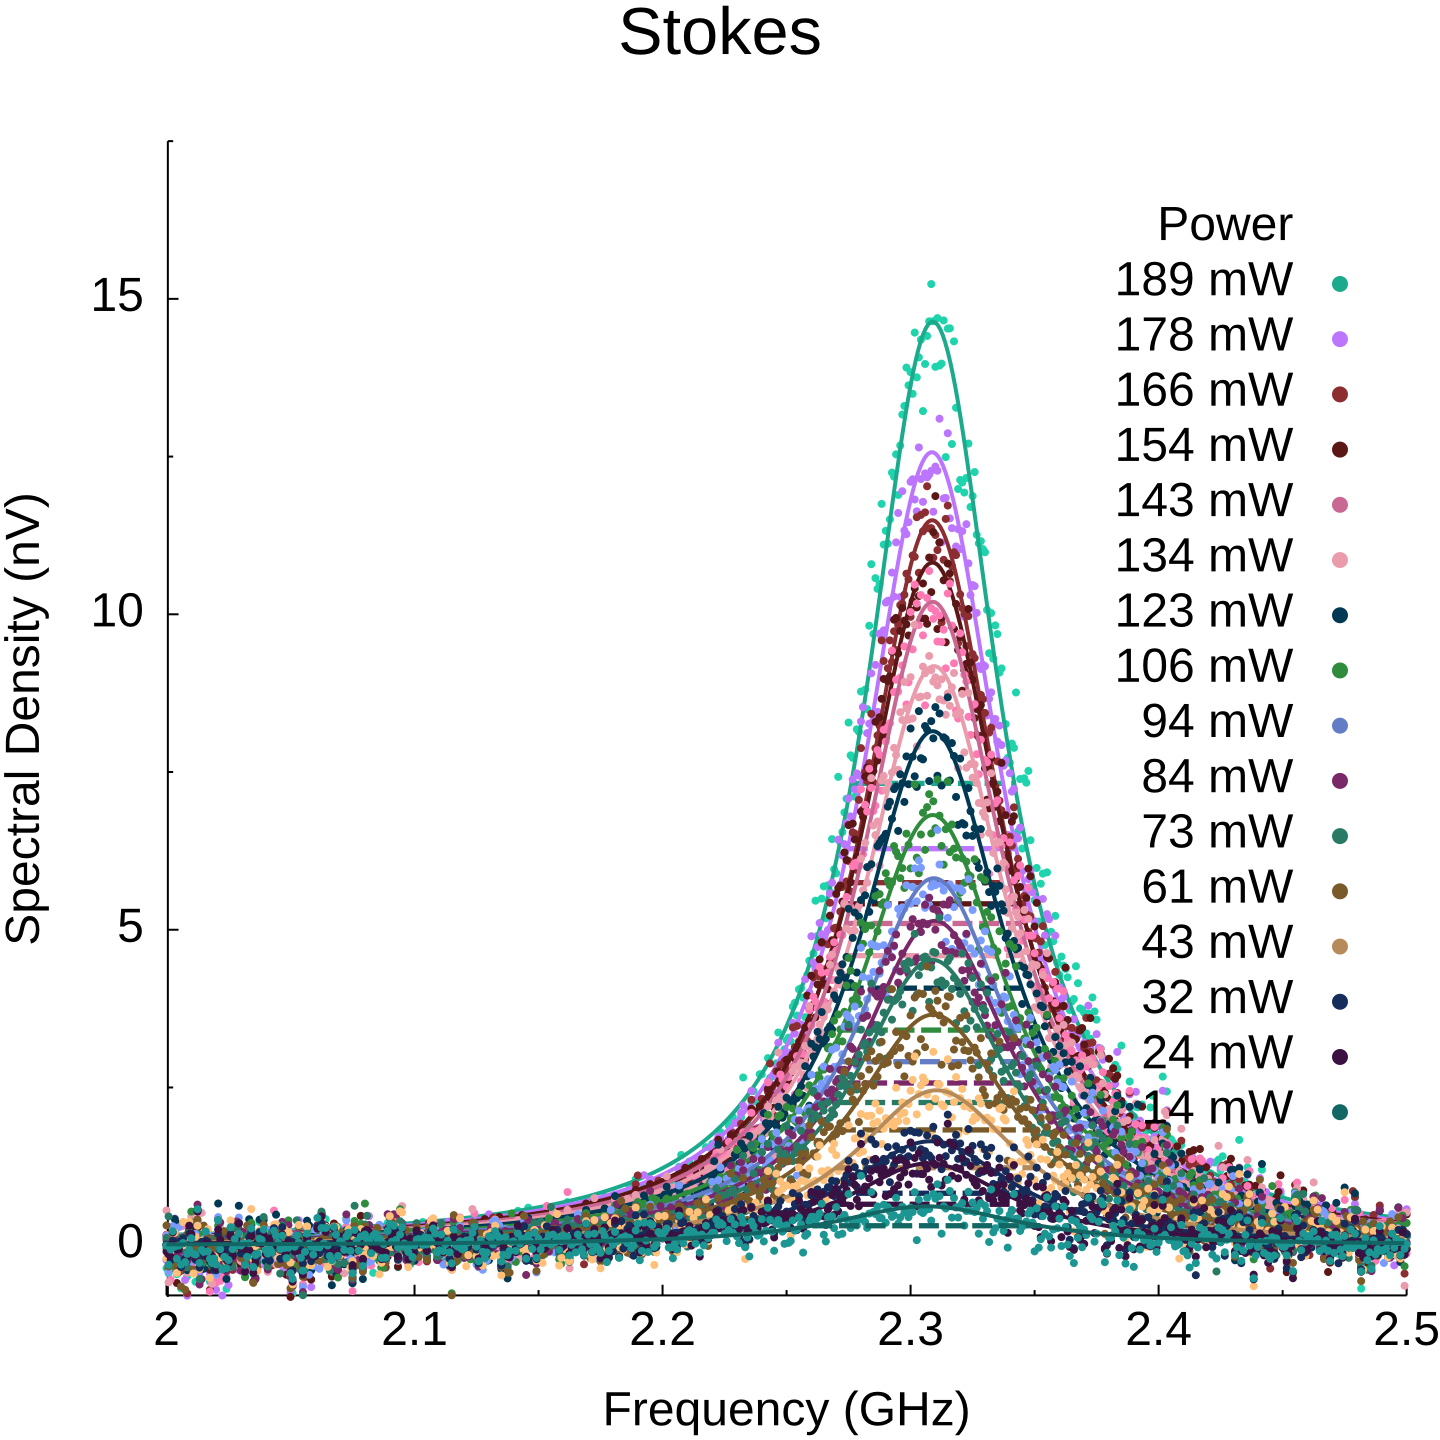 Stokes
Power
189 mW
178 mW
166 mW
154 mW
143 mW
134 mW
123 mW
106 mW
94 mW
84 mW
73 mW
61 mW
43 mW
32 mW
24 mW
14 mW
15
10
5
0
Spectral Density (nV)
2 2.1 2.2 2.3 2.4 2.5
Frequency (GHz)